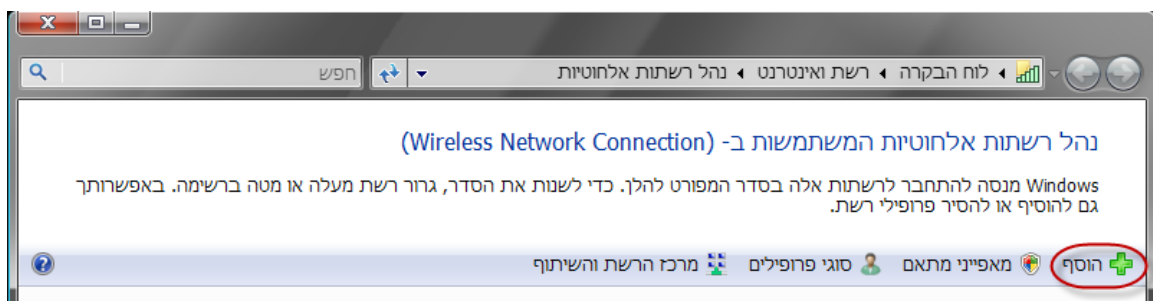 לוח הבקרה ◂ רשת ואינטרנט ◂ נהל רשתות אלחוטיות
חפש
נהל רשתות אלחוטיות המשתמשות ב- (Wireless Network Connection)
Windows מנסה להתחבר לרשתות אלה בסדר המפורט להלן. כדי לשנות את הסדר, גרור רשת מעלה או מטה ברשימה. באפשרותך
גם להוסיף או להסיר פרופילי רשת.
הוסף מאפייני מתאם סוגי פרופילים מרכז הרשת והשיתוף